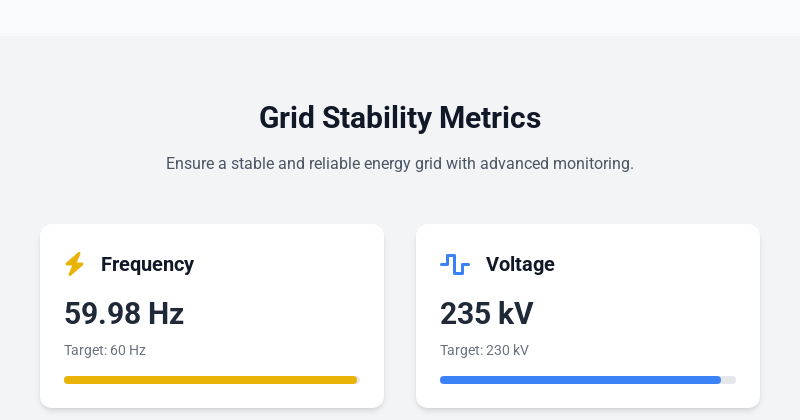 Grid Stability Metrics
Ensure a stable and reliable energy grid with advanced monitoring.
Frequency
59.98 Hz
Target: 60 Hz
Voltage
235 kV
Target: 230 kV